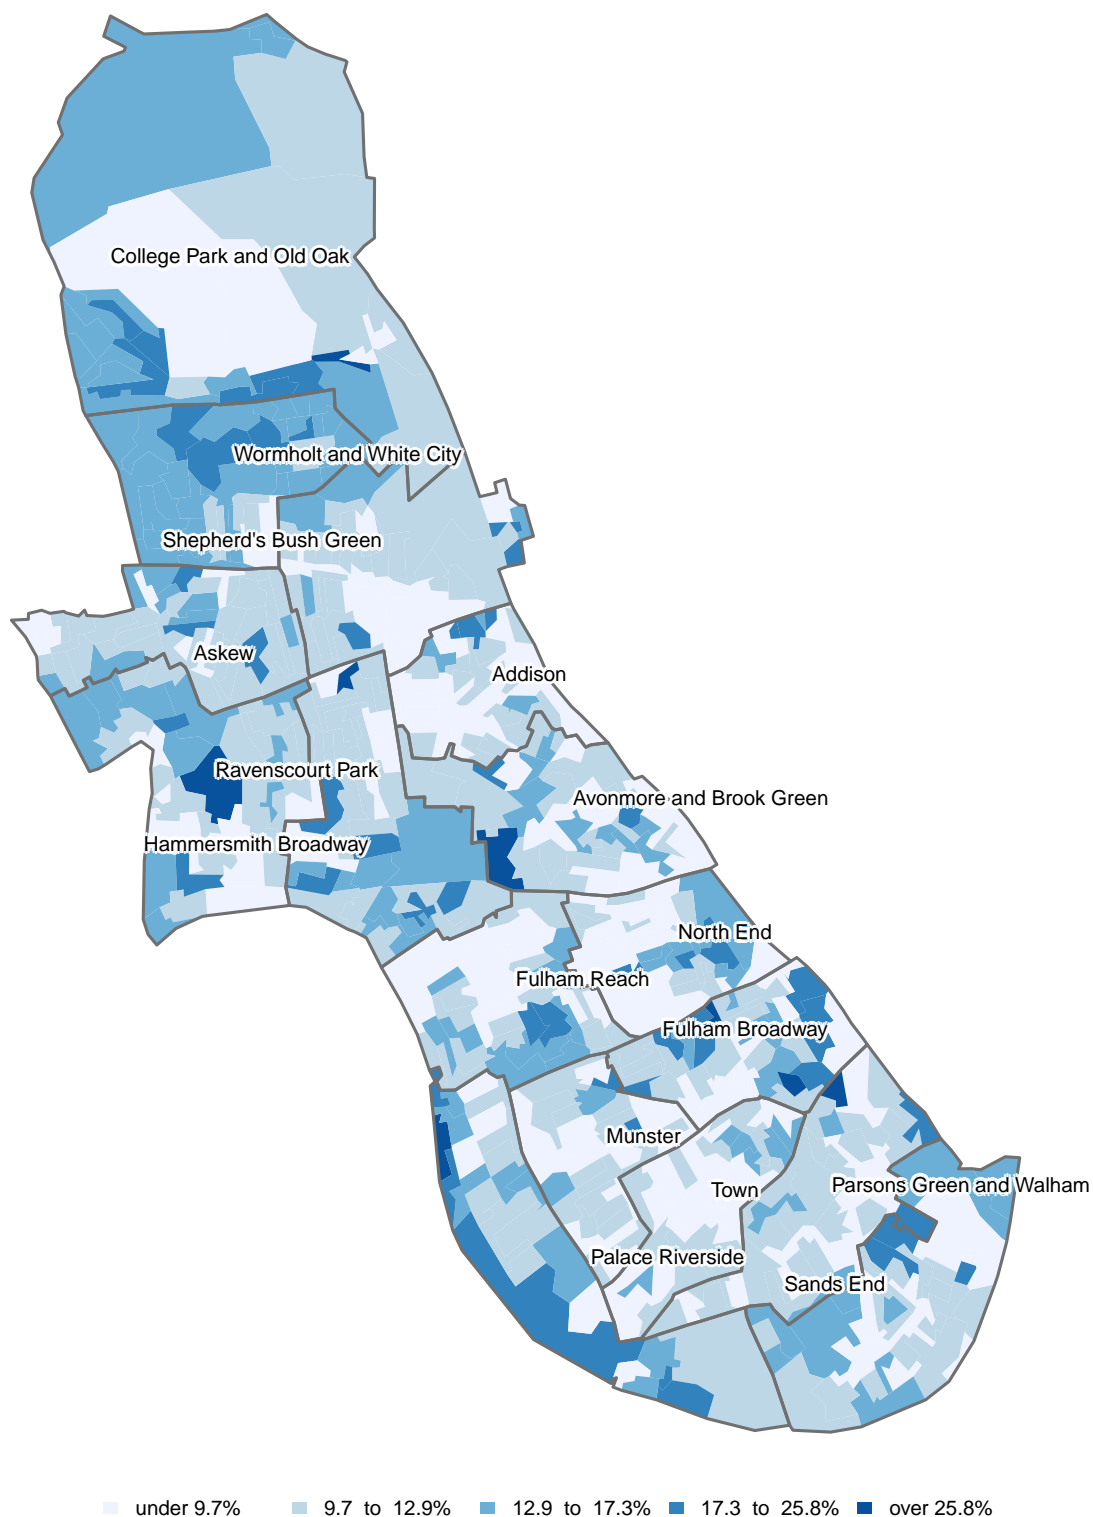 College Park and Old Oak
Wormholt and White City
Shepherd's Bush Green
Askew
Addison
Ravenscourt Park
Avonmore and Brook Green
Hammersmith Broadway
North End
Fulham Reach
Fulham Broadway
Munster
Parsons Green and Walham
Town
Palace Riverside
Sands End
under 9.7% 9.7 to 12.9% 12.9 to 17.3% 17.3 to 25.8% over 25.8%